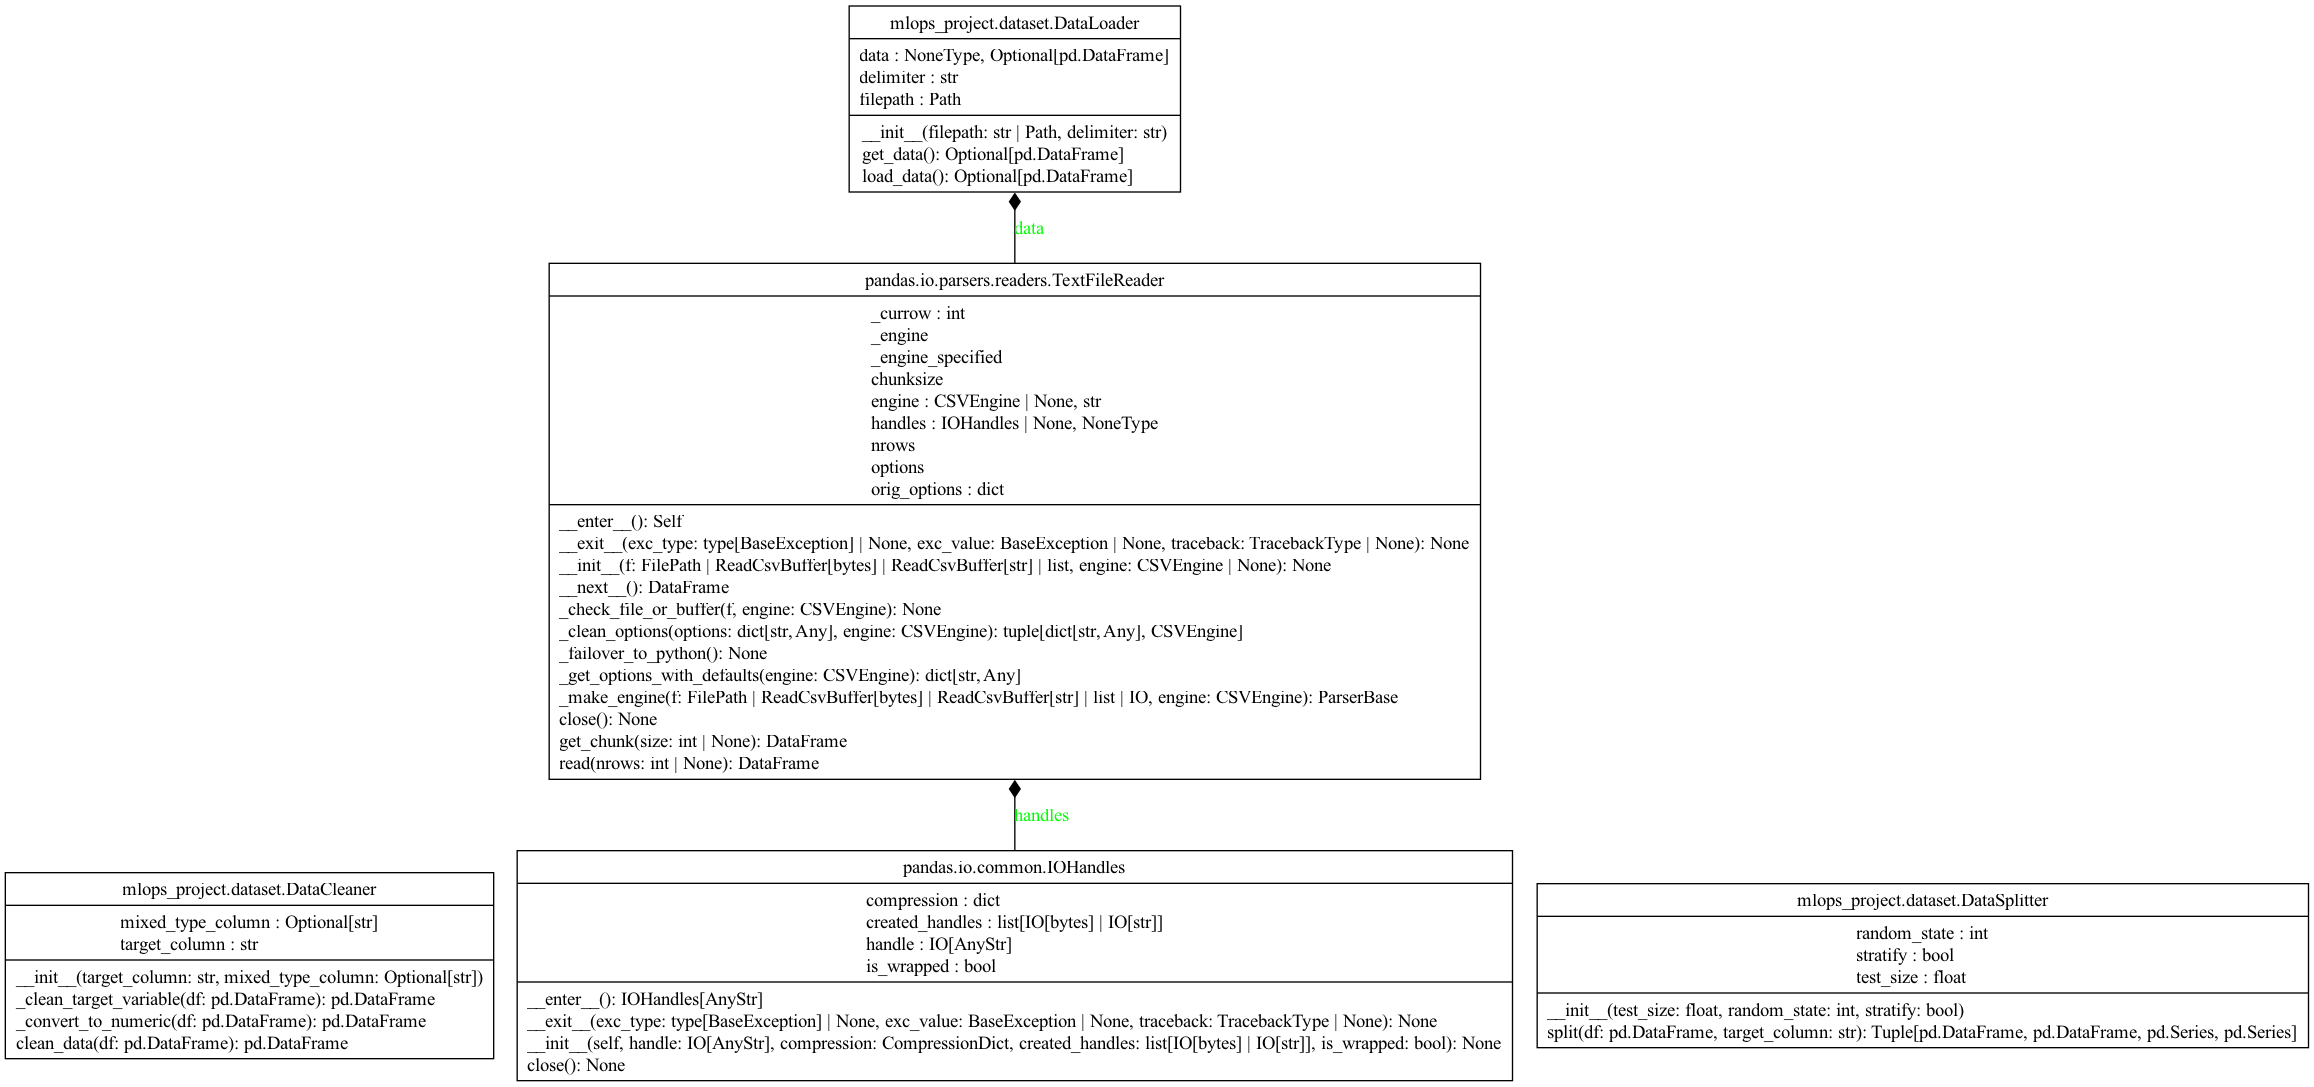 mlops_project.dataset.DataLoader
data : NoneType, Optional[pd.DataFrame]
delimiter : str
filepath : Path
__init__(filepath: str | Path, delimiter: str)
get_data(): Optional[pd.DataFrame]
load_data(): Optional[pd.DataFrame]
data
pandas.io.parsers.readers.TextFileReader
_currow : int
_engine
_engine_specified
chunksize
engine : CSVEngine | None, str
handles : IOHandles | None, NoneType
nrows
options
orig_options : dict
__enter__(): Self
__exit__(exc_type: type[BaseException] | None, exc_value: BaseException | None, traceback: TracebackType | None): None
__init__(f: FilePath | ReadCsvBuffer[bytes] | ReadCsvBuffer[str] | list, engine: CSVEngine | None): None
__next__(): DataFrame
_check_file_or_buffer(f, engine: CSVEngine): None
_clean_options(options: dict[str, Any], engine: CSVEngine): tuple[dict[str, Any], CSVEngine]
_failover_to_python(): None
_get_options_with_defaults(engine: CSVEngine): dict[str, Any]
_make_engine(f: FilePath | ReadCsvBuffer[bytes] | ReadCsvBuffer[str] | list | IO, engine: CSVEngine): ParserBase
close(): None
get_chunk(size: int | None): DataFrame
read(nrows: int | None): DataFrame
handles
mlops_project.dataset.DataCleaner
mixed_type_column : Optional[str]
target_column : str
__init__(target_column: str, mixed_type_column: Optional[str])
_clean_target_variable(df: pd.DataFrame): pd.DataFrame
_convert_to_numeric(df: pd.DataFrame): pd.DataFrame
clean_data(df: pd.DataFrame): pd.DataFrame
pandas.io.common.IOHandles
compression : dict
created_handles : list[IO[bytes] | IO[str]]
handle : IO[AnyStr]
is_wrapped : bool
__enter__(): IOHandles[AnyStr]
__exit__(exc_type: type[BaseException] | None, exc_value: BaseException | None, traceback: TracebackType | None): None
__init__(self, handle: IO[AnyStr], compression: CompressionDict, created_handles: list[IO[bytes] | IO[str]], is_wrapped: bool): None
close(): None
mlops_project.dataset.DataSplitter
random_state : int
stratify : bool
test_size : float
__init__(test_size: float, random_state: int, stratify: bool)
split(df: pd.DataFrame, target_column: str): Tuple[pd.DataFrame, pd.DataFrame, pd.Series, pd.Series]